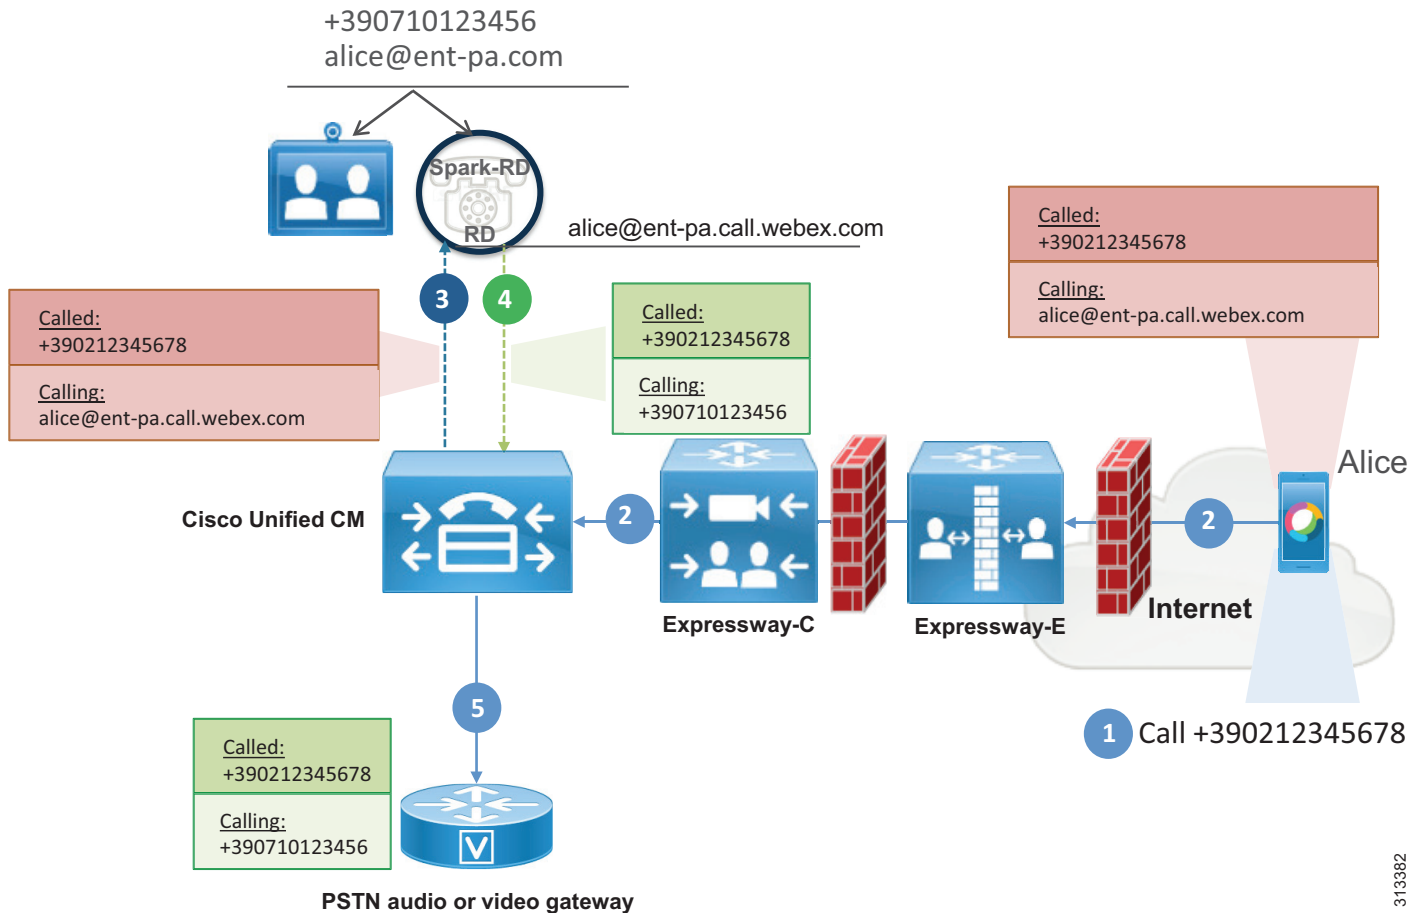 +390710123456
alice@ent-pa.com
Spark-RD
RD
alice@ent-pa.call.webex.com
Called:
+390212345678
Calling:
alice@ent-pa.call.webex.com
3
4
Called:
+390212345678
Calling:
alice@ent-pa.call.webex.com
Called:
+390212345678
Calling:
+390710123456
Alice
Cisco Unified CM
2
2
Expressway-C
Expressway-E
Internet
5
1
Call +390212345678
Called:
+390212345678
Calling:
+390710123456
V
PSTN audio or video gateway
313382